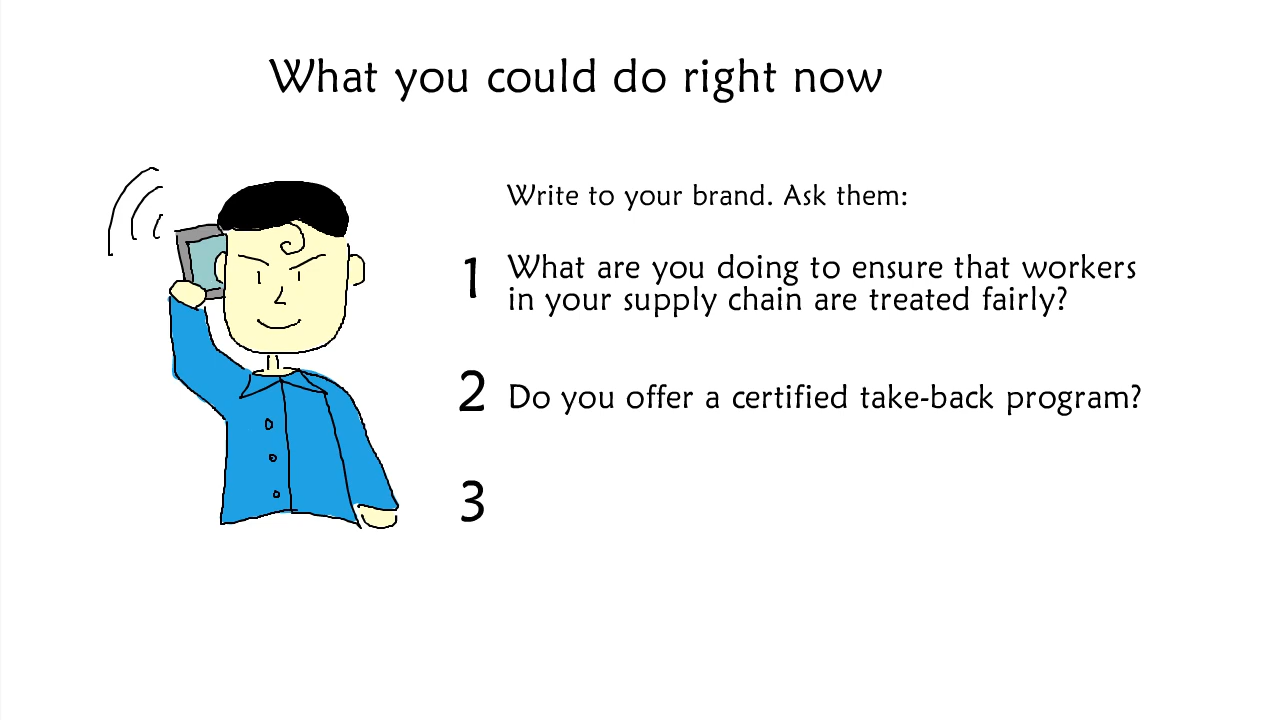 What you could do right now
Write to your brand. Ask them:
1 What are you doing to ensure that workers
in your supply chain are treated fairly?
2 Do you offer a certified take-back program?
3